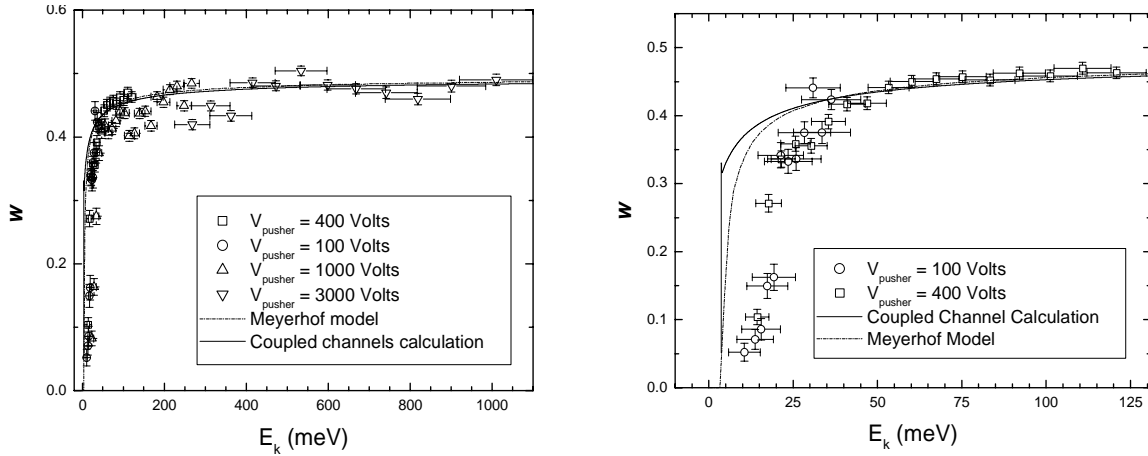 0.6
0.4
0.2
0.0
w
0 200 400 600 800 1000
E_k (meV)
V_pusher = 400 Volts
V_pusher = 100 Volts
V_pusher = 1000 Volts
V_pusher = 3000 Volts
Meyerhof model
Coupled channels calculation
0.5
0.4
0.3
0.2
0.1
0.0
w
0 25 50 75 100 125
E_k (meV)
V_pusher = 100 Volts
V_pusher = 400 Volts
Coupled Channel Calculation
Meyerhof Model